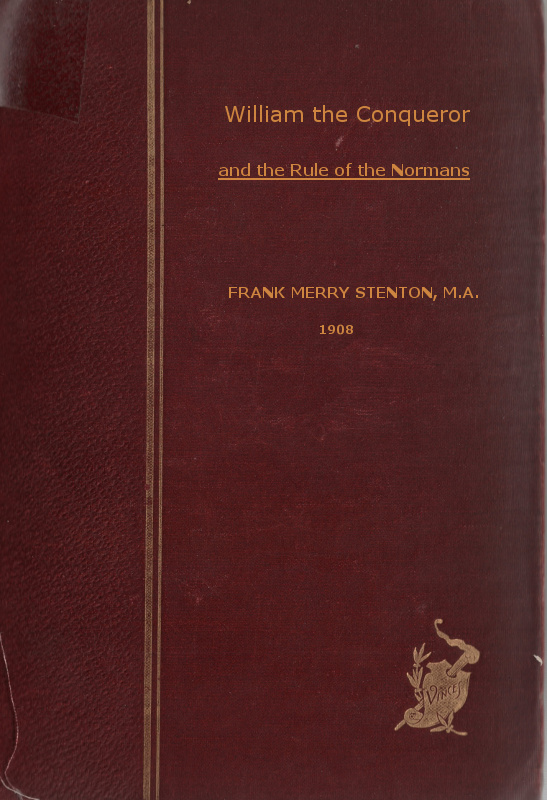 William the Conqueror
and the Rule of the Normans
FRANK MERRY STENTON, M.A.
1908